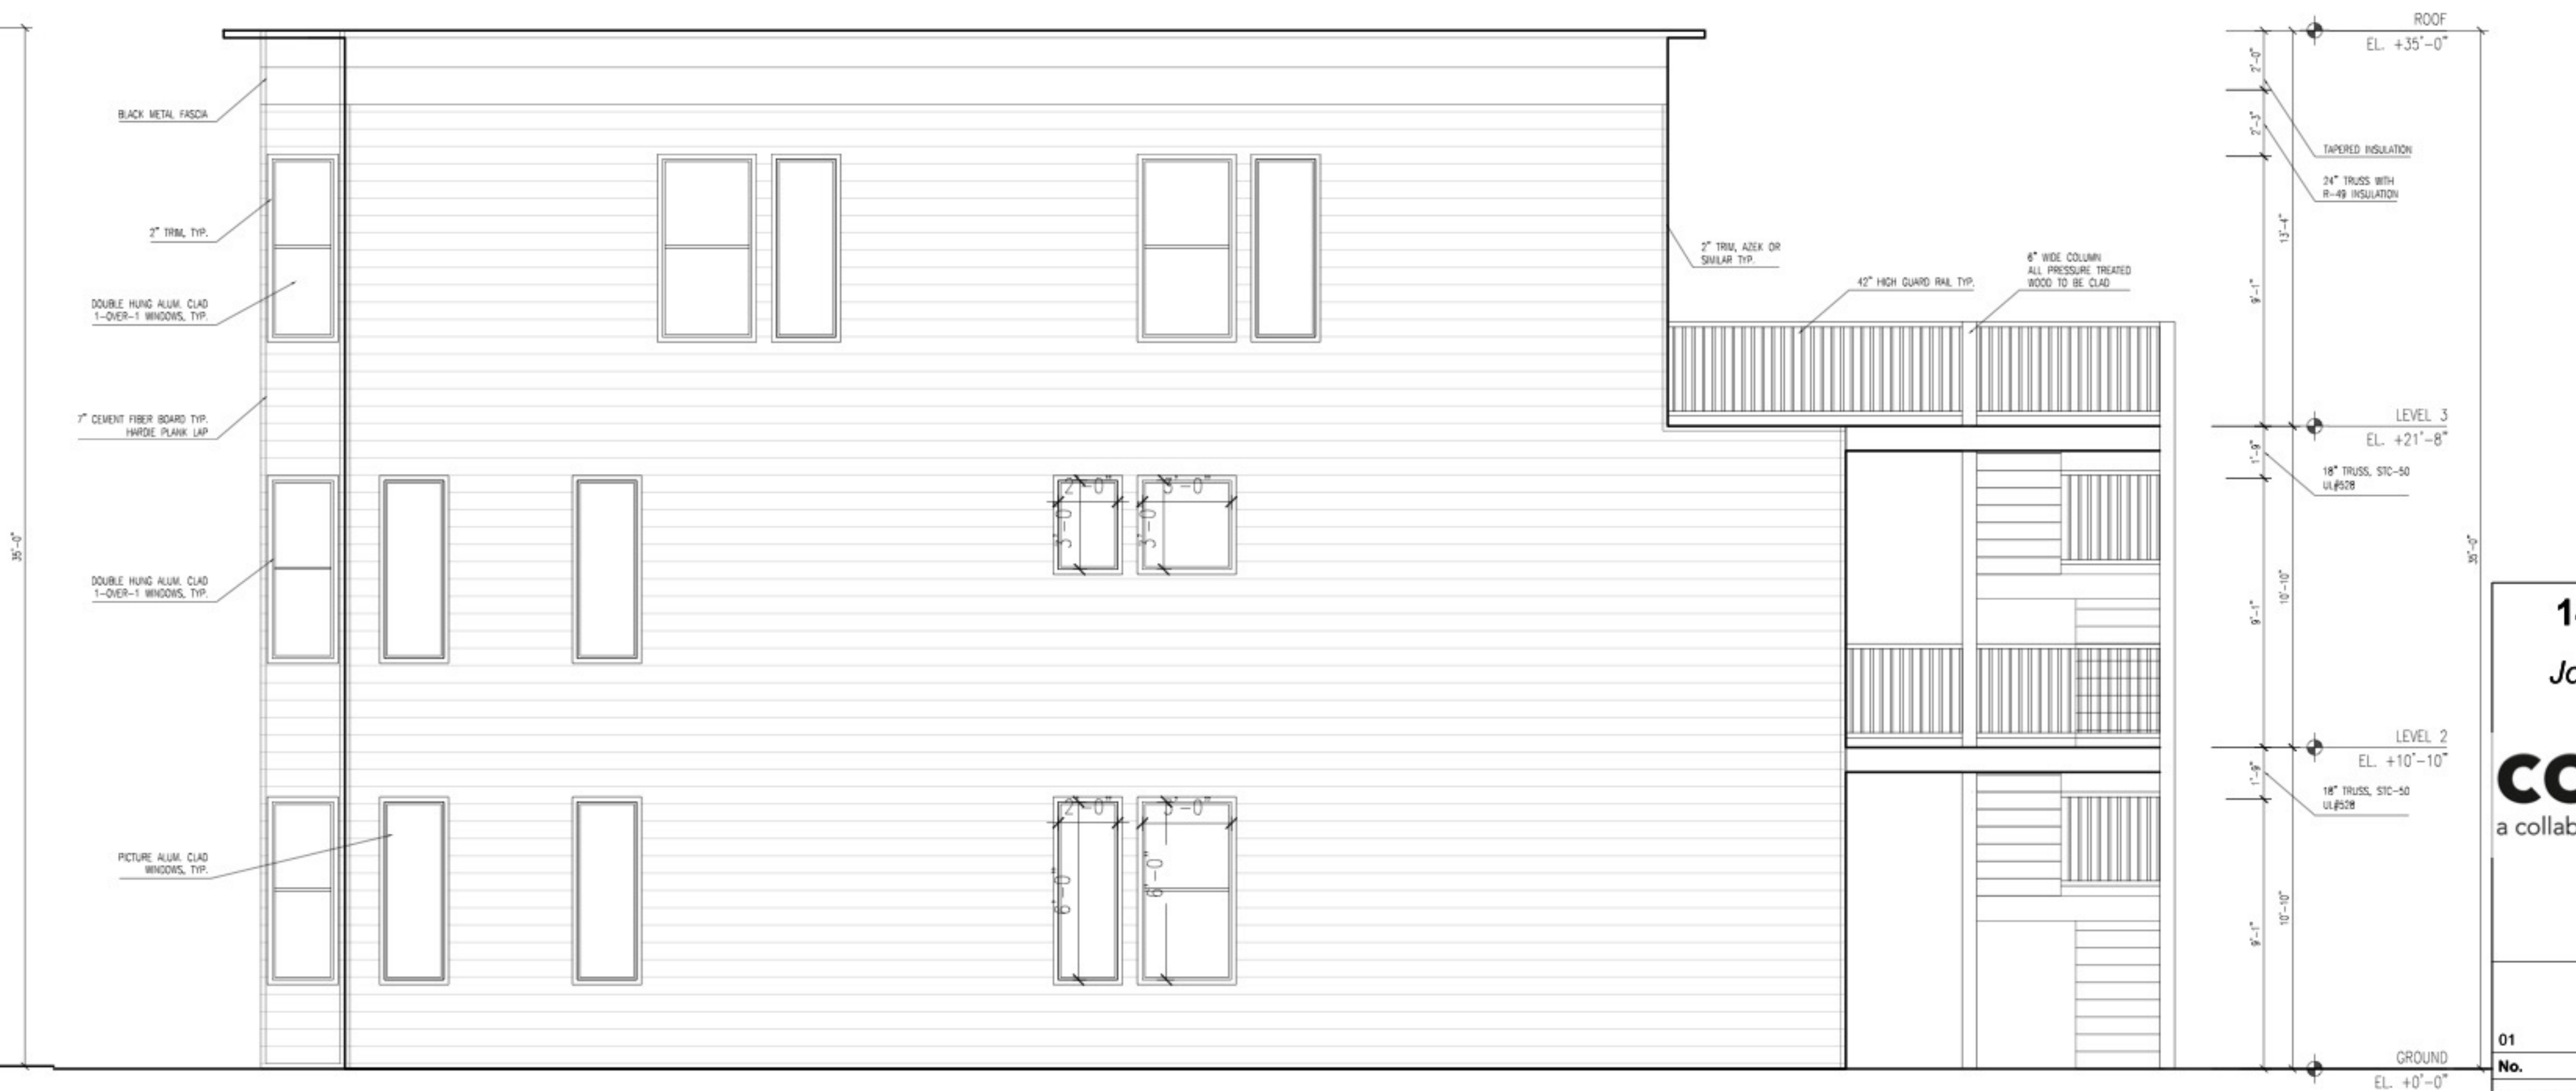 ROOF
EL. +35'-0"
2'-0"
BLACK METAL FASCIA
2'-3"
TAPERED INSULATION
24" TRUSS WITH
R-49 INSULATION
2" TRIM, TYP.
13'-4"
2" TRIM, AZEK OR
SIMILAR TYP.
6" WIDE COLUMN
ALL PRESSURE TREATED
WOOD TO BE CLAD
42" HIGH GUARD RAIL TYP.
9'-1"
DOUBLE HUNG ALUM. CLAD
1-OVER-1 WINDOWS, TYP.
7" CEMENT FIBER BOARD TYP.
HARDIE PLANK LAP
LEVEL 3
EL. +21'-8"
1'-9"
18" TRUSS, STC-50
UL#528
2'-0"
3'-0"
3'-0"
3'-0"
35'-0"
35'-0"
DOUBLE HUNG ALUM. CLAD
1-OVER-1 WINDOWS, TYP.
9'-1"
10'-10"
LEVEL 2
EL. +10'-10"
1'-9"
18" TRUSS, STC-50
UL#528
2'-0"
3'-0"
6'-0"
6'-0"
PICTURE ALUM. CLAD
WINDOWS, TYP.
9'-1"
10'-10"
1
Jo
co
a collab
01
No.
GROUND
EL. +0'-0"